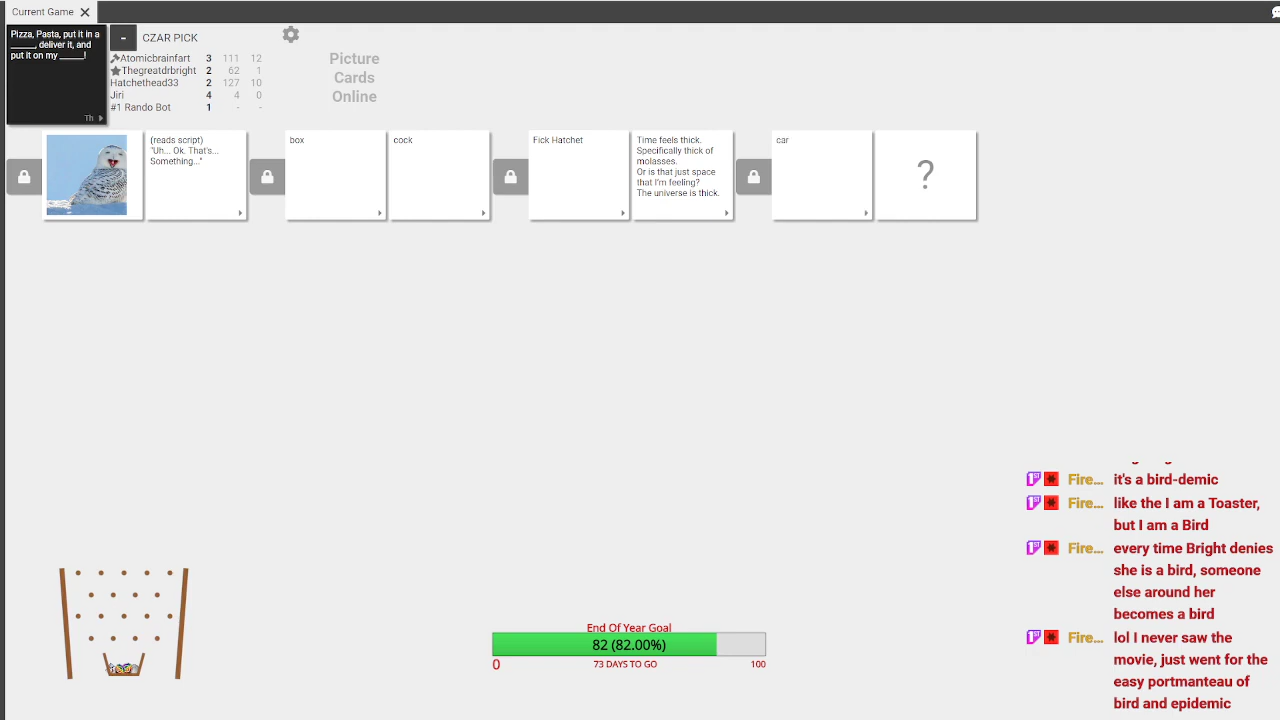 Current Game
Pizza, Pasta, put it in a
_____, deliver it, and
put it on my _____!
Th
-
CZAR PICK
Atomicbrainfart 3 111 12
Thegreatdrbright 2 62 1
Hatchethead33 2 127 10
Jiri 4 4 0
#1 Rando Bot 1 - -
Picture
Cards
Online
(reads script)
"Uh... Ok. That's...
Something..."
box
cock
Fick Hatchet
Time feels thick.
Specifically thick of
molasses.
Or is that just space
that I'm feeling?
The universe is thick.
car
?
Fire... it's a bird-demic
Fire... like the I am a Toaster,
but I am a Bird
Fire... every time Bright denies
she is a bird, someone
else around her
becomes a bird
Fire... lol I never saw the
movie, just went for the
easy portmanteau of
bird and epidemic
End Of Year Goal
82 (82.00%)
0 73 DAYS TO GO 100